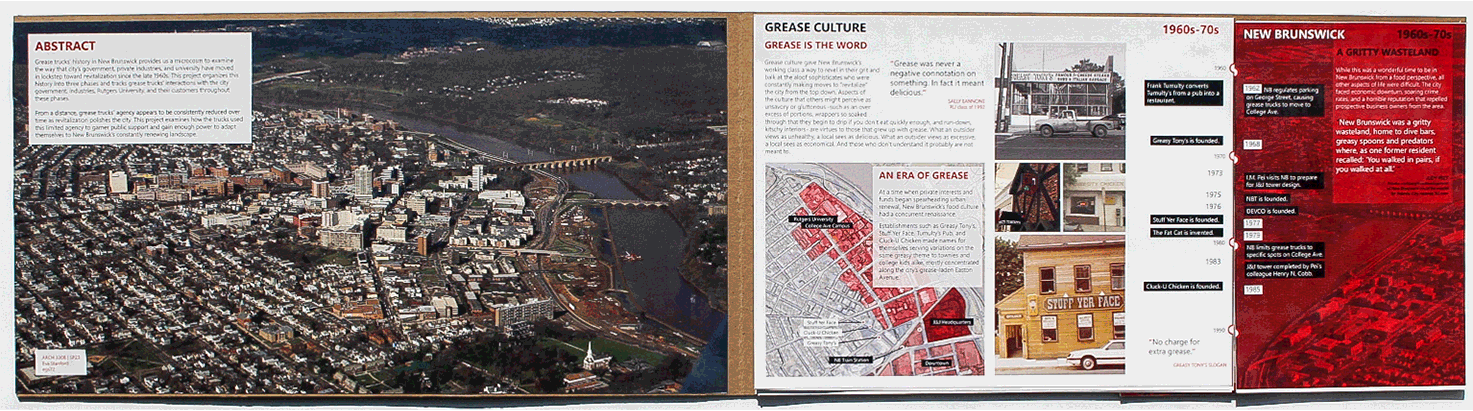 ABSTRACT
Grease trucks' history in New Brunswick provides us a microcosm to examine
the way that city's government, private industries, and university have moved
in lockstep toward revitalization since the late 1960s. This project organizes this
history into three phases and tracks grease trucks' interactions with the city
government, industries, Rutgers University, and their customers throughout
these phases.
From a distance, grease trucks' agency appears to be consistently reduced over
time as revitalization polishes the city. This project examines how the trucks used
this limited agency to garner public support and gain enough power to adapt
themselves to New Brunswick's constantly renewing landscape.
GREASE CULTURE
1960s-70s
GREASE IS THE WORD
Grease culture gave New Brunswick's
working class a way to revel in their grit and
balk at the aloof sophisticates who were
constantly making moves to "revitalize"
the city from the top down. Aspects of
the culture that others might perceive as
unsavory or gluttonous -such as an over
excess of portions, wrappers so soaked
through that they begin to drip if you don't eat quickly enough, and run-down,
kitschy interiors- are virtues to those that grew up with grease. What an outsider
views as unhealthy, a local sees as delicious. What an outsider views as excessive,
a local sees as economical. And those who don't understand it probably are not
meant to.
"Grease was never a
negative connotation on
something. In fact it meant
delicious."
AN ERA OF GREASE
At a time when private interests and
funds began spearheading urban
renewal, New Brunswick's food culture
had a concurrent renaissance.
Establishments such as Greasy Tony's,
Stuff Yer Face, Tumulty's Pub, and
Cluck-U Chicken made names for
themselves serving variations on the
same greasy theme to townies and
college kids alike, mostly concentrated
along the city's grease-laden Easton
Avenue.
Rutgers University
College Ave Campus
Stuff Yer Face
Cluck-U Chicken
Greasy Tony's
J&J Headquarters
NB Train Station
Downtown
STUFF YER FACE
1960
Frank Tumulty converts
Tumulty's from a pub into a
restaurant.
Greasy Tony's is founded.
1970
1973
1975
1976
Stuff Yer Face is founded.
The Fat Cat is invented.
1980
1983
Cluck-U Chicken is founded.
1990
"No charge for
extra grease."
GREASY TONY'S SLOGAN
NEW BRUNSWICK
1960s-70s
A GRITTY WASTELAND
While this was a wonderful time to be in
New Brunswick from a food perspective, all
other aspects of life were difficult. The city
faced economic downturn, soaring crime
rates, and a horrible reputation that repelled
prospective business owners from the area.
New Brunswick was a gritty
wasteland, home to dive bars,
greasy spoons and predators
where, as one former resident
recalled: 'You walked in pairs, if
you walked at all.'
1962
NB regulates parking
on George Street, causing
grease trucks to move to
College Ave.
1968
I.M. Pei visits NB to prepare
for J&J tower design.
NBT is founded.
DEVCO is founded.
1977
1979
NB limits grease trucks to
specific spots on College Ave.
J&J tower completed by Pei's
colleague Henry N. Cobb.
1985